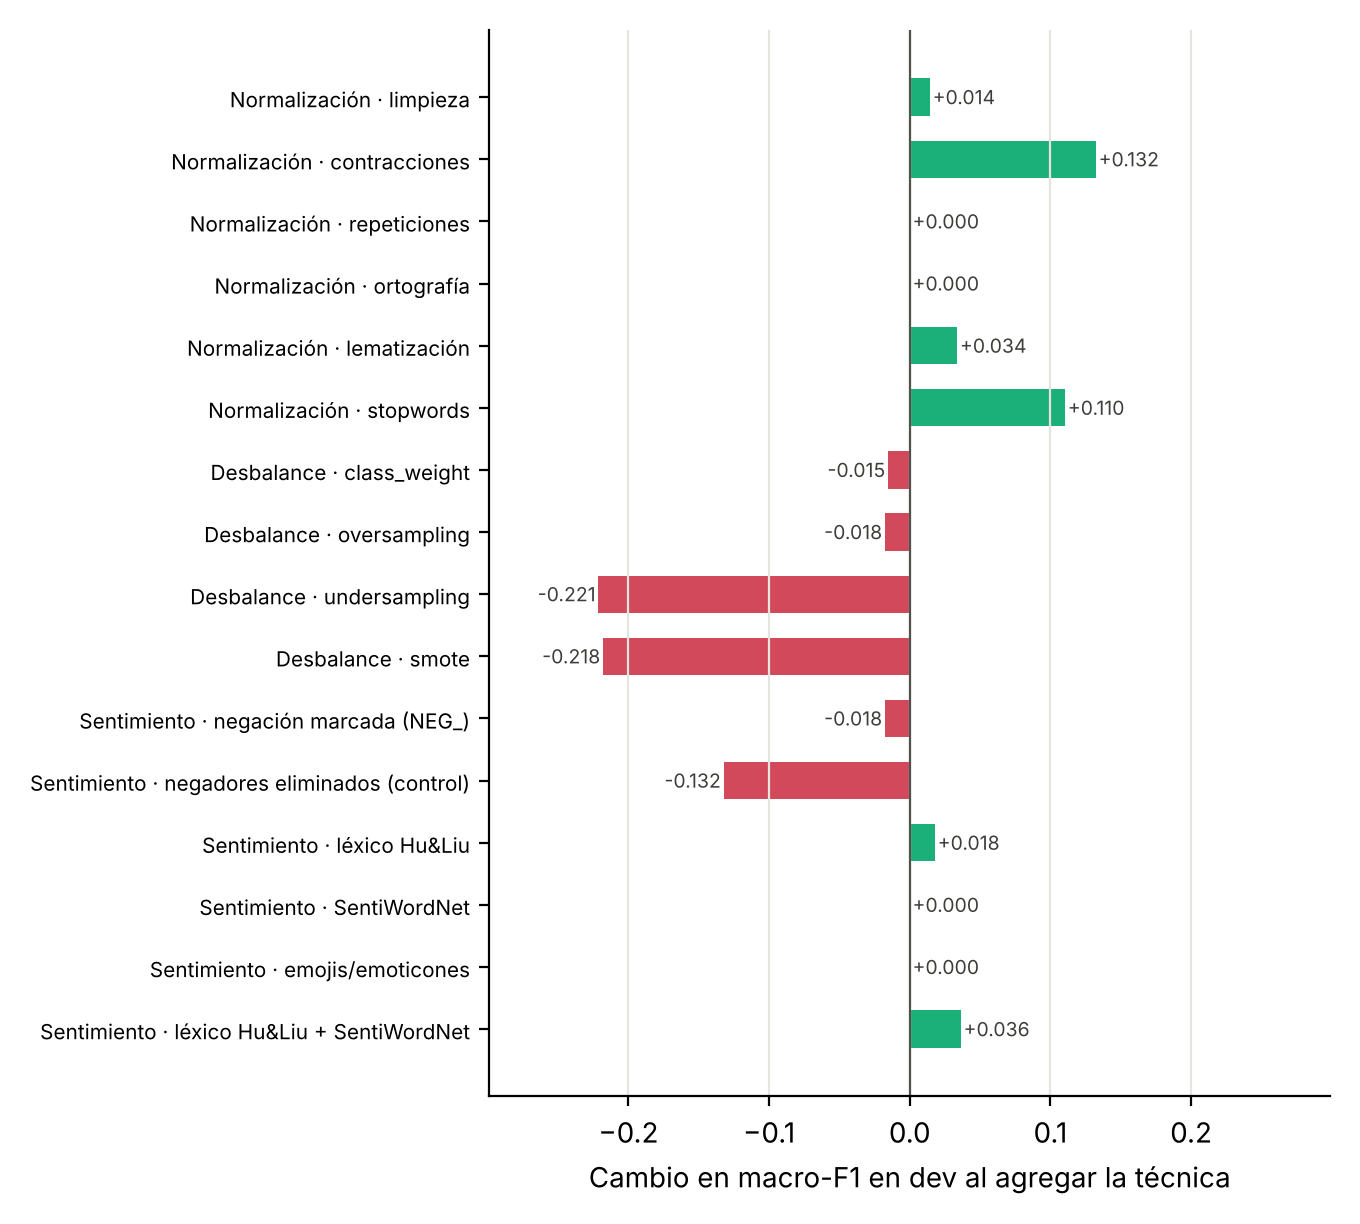 Normalización · limpieza +0.014
Normalización · contracciones +0.132
Normalización · repeticiones +0.000
Normalización · ortografía +0.000
Normalización · lematización +0.034
Normalización · stopwords +0.110
Desbalance · class_weight -0.015
Desbalance · oversampling -0.018
Desbalance · undersampling -0.221
Desbalance · smote -0.218
Sentimiento · negación marcada (NEG_) -0.018
Sentimiento · negadores eliminados (control) -0.132
Sentimiento · léxico Hu&Liu +0.018
Sentimiento · SentiWordNet +0.000
Sentimiento · emojis/emoticones +0.000
Sentimiento · léxico Hu&Liu + SentiWordNet +0.036
−0.2 −0.1 0.0 0.1 0.2
Cambio en macro-F1 en dev al agregar la técnica